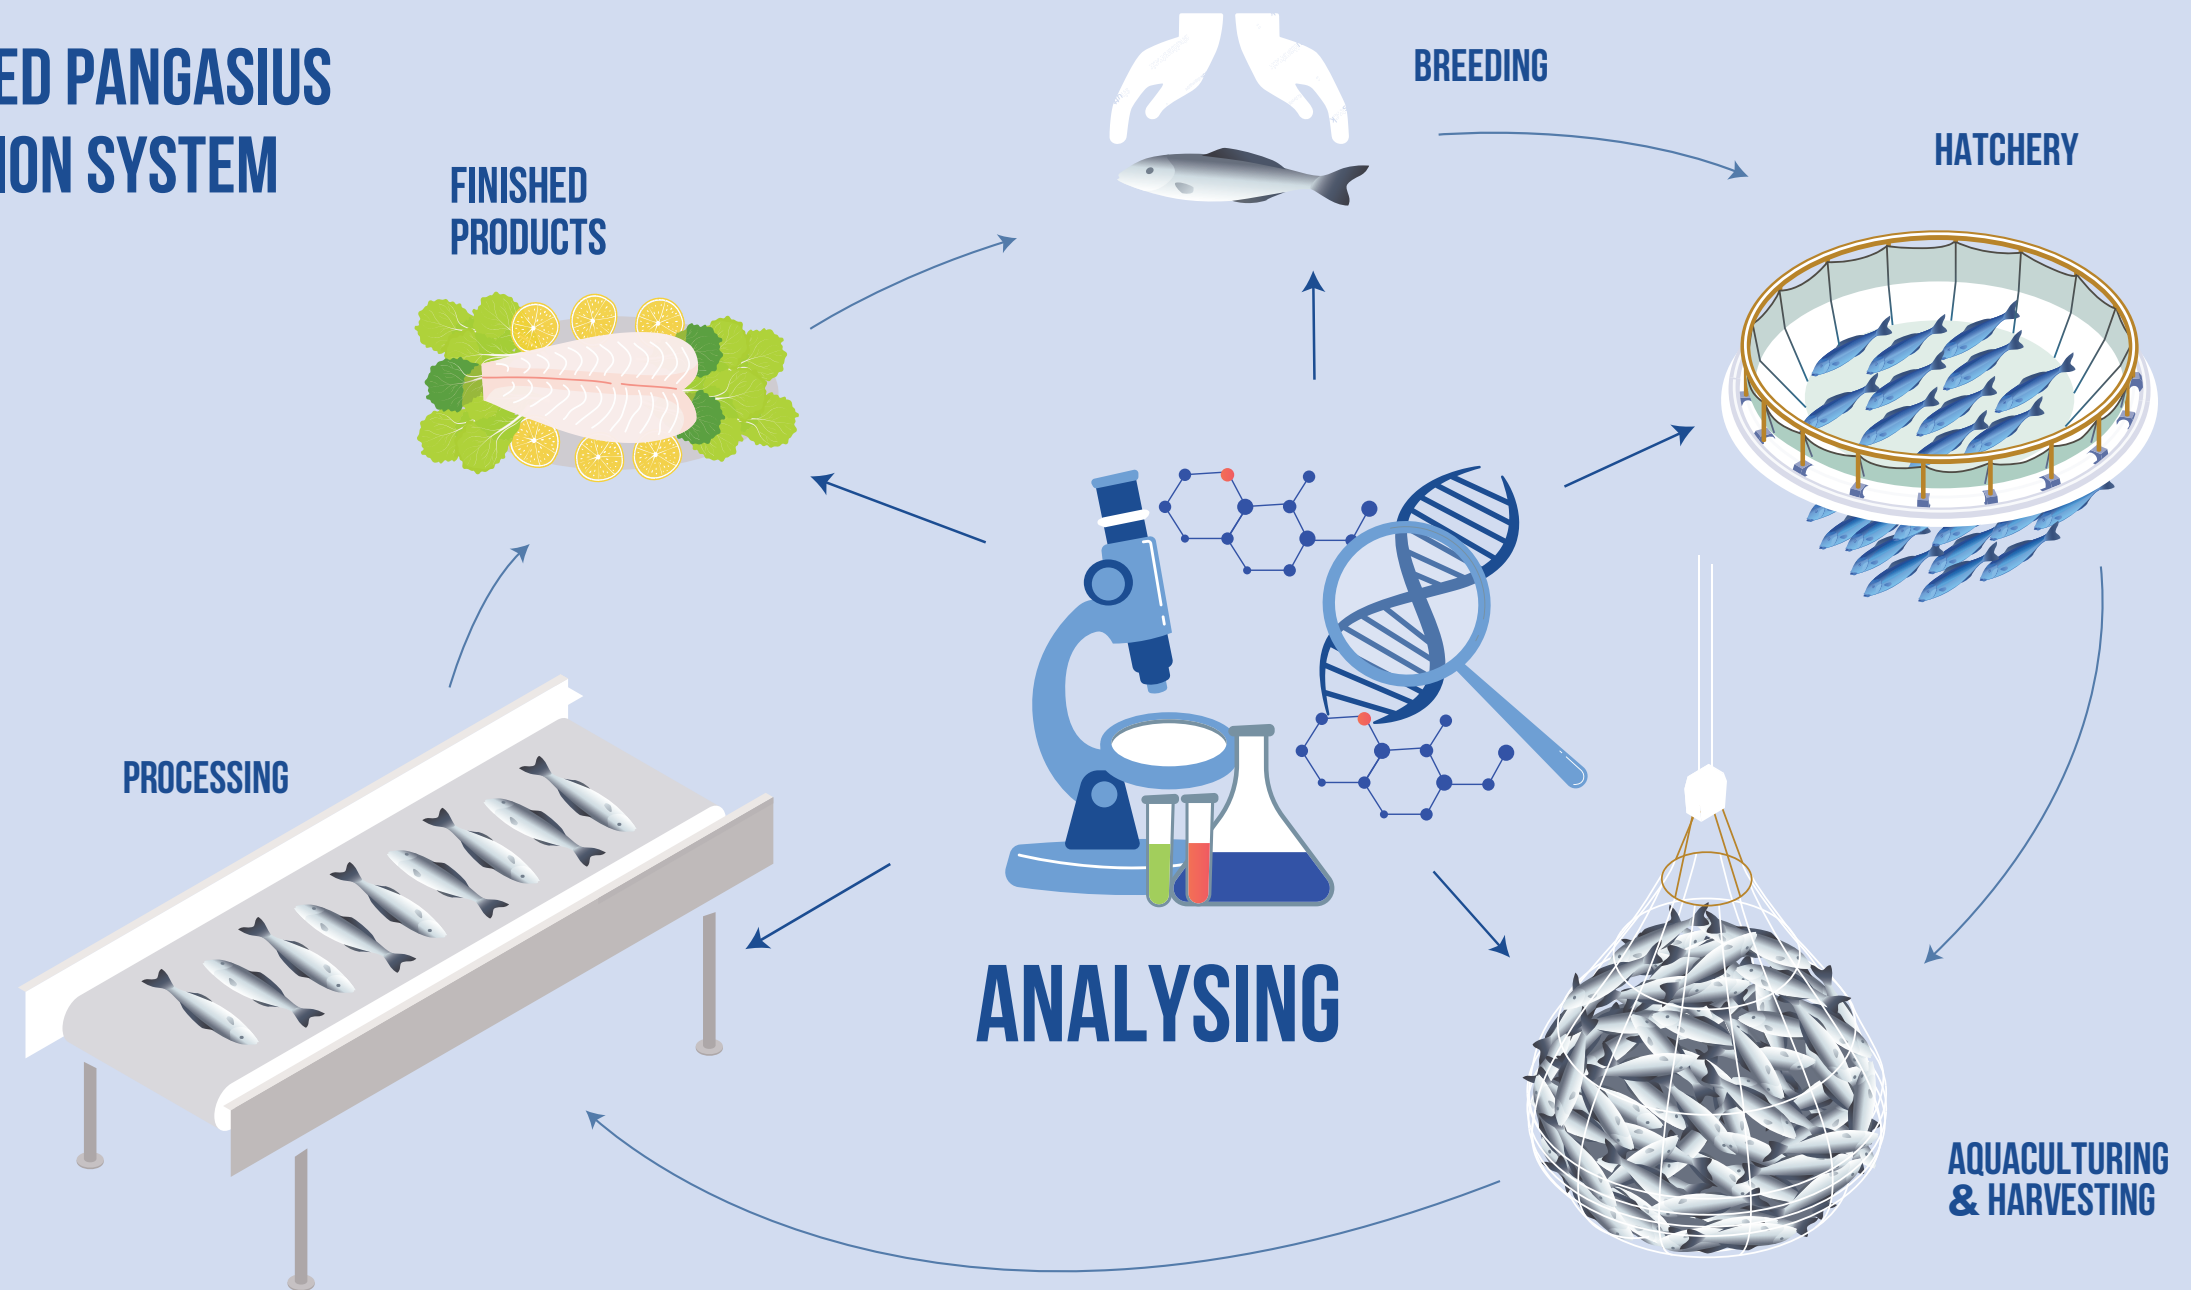 ED PANGASIUS
ION SYSTEM
BREEDING
HATCHERY
FINISHED
PRODUCTS
PROCESSING
ANALYSING
AQUACULTURING
& HARVESTING